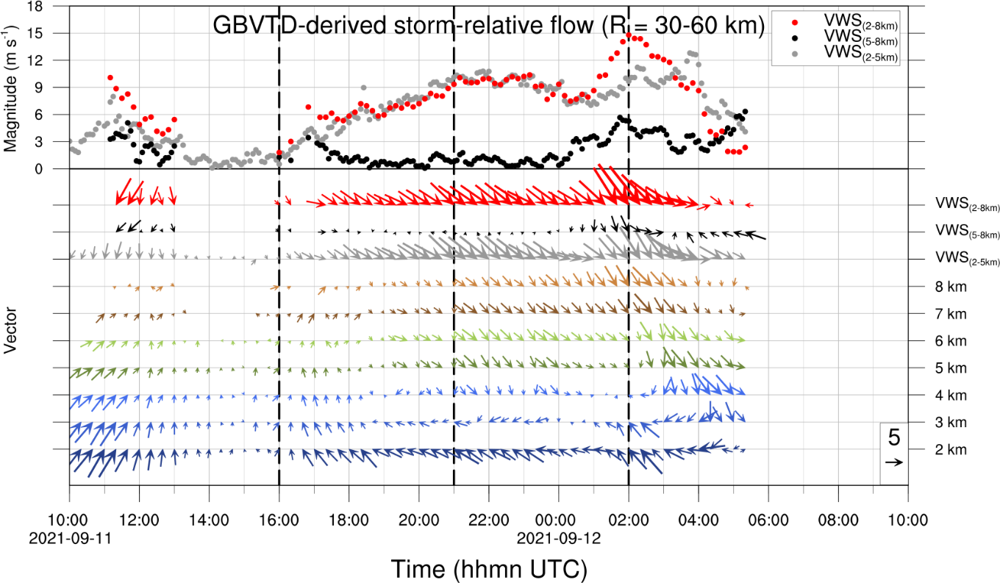 GBVTD-derived storm-relative flow (R = 30-60 km)
VWS(2-8km)
VWS(5-8km)
VWS(2-5km)
Magnitude (m s-1)
18
15
12
9
6
3
0
Vector
VWS(2-8km)
VWS(5-8km)
VWS(2-5km)
8 km
7 km
6 km
5 km
4 km
3 km
2 km
5
10:00 12:00 14:00 16:00 18:00 20:00 22:00 00:00 02:00 04:00 06:00 08:00 10:00
2021-09-11 2021-09-12
Time (hhmn UTC)